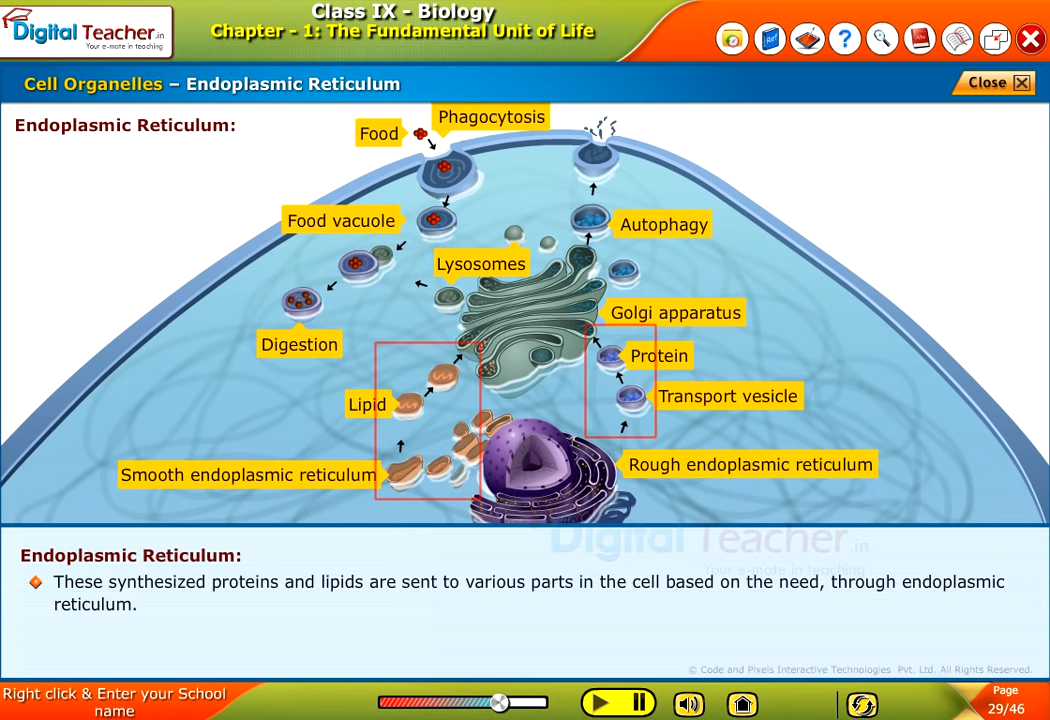 Class IX - Biology
Chapter - 1: The Fundamental Unit of Life
Digital Teacher.in
Your e-mate in teaching
Ref
?
Cell Organelles – Endoplasmic Reticulum
Close
Endoplasmic Reticulum:
Phagocytosis
Food
Food vacuole
Autophagy
Lysosomes
Golgi apparatus
Digestion
Protein
Lipid
Transport vesicle
Rough endoplasmic reticulum
Smooth endoplasmic reticulum
Digital Teacher.in
Your e-mate in teaching
Endoplasmic Reticulum:
These synthesized proteins and lipids are sent to various parts in the cell based on the need, through endoplasmic
reticulum.
© Code and Pixels Interactive Technologies Pvt. Ltd. All Rights Reserved.
Right click & Enter your School
name
Page
29/46